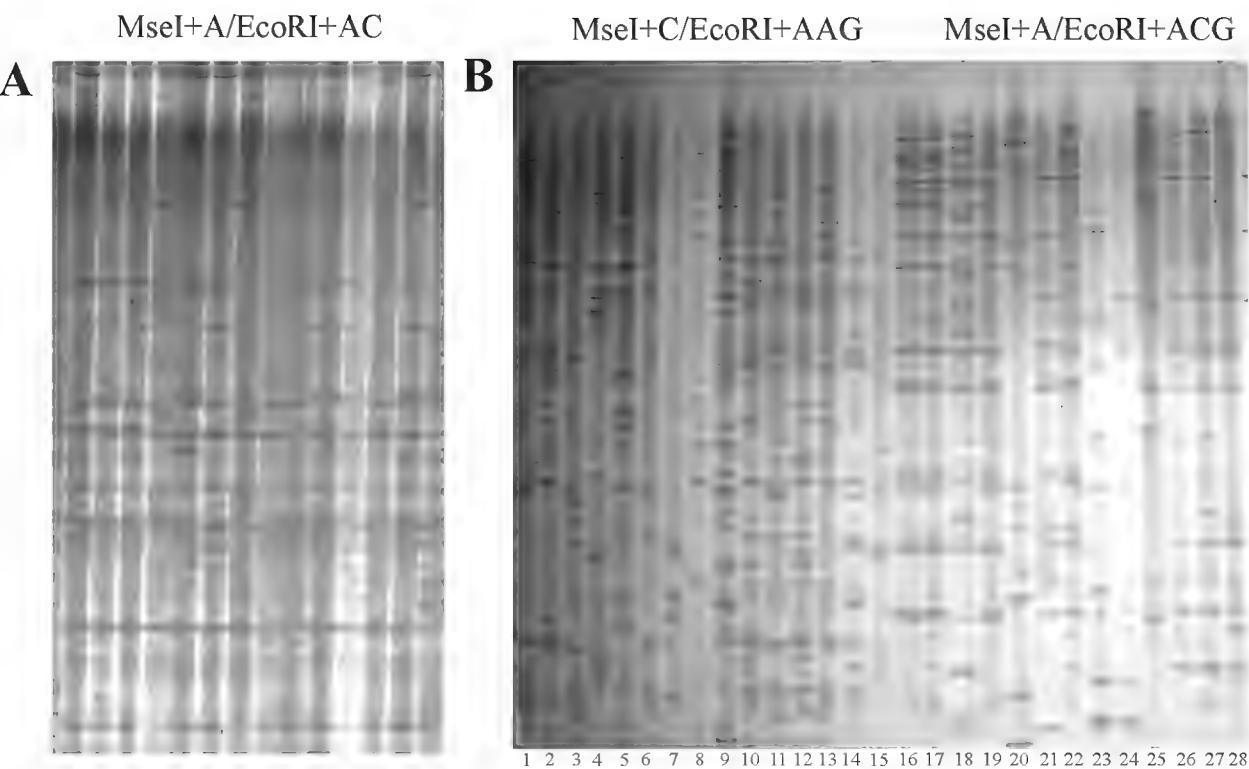 MseI+A/EcoRI+AC
MseI+C/EcoRI+AAG MseI+A/EcoRI+ACG
A B
1 2 3 4 5 6 7 8 9 10 11 12 13 14 15 16 17 18 19 20 21 22 23 24 25 26 27 28